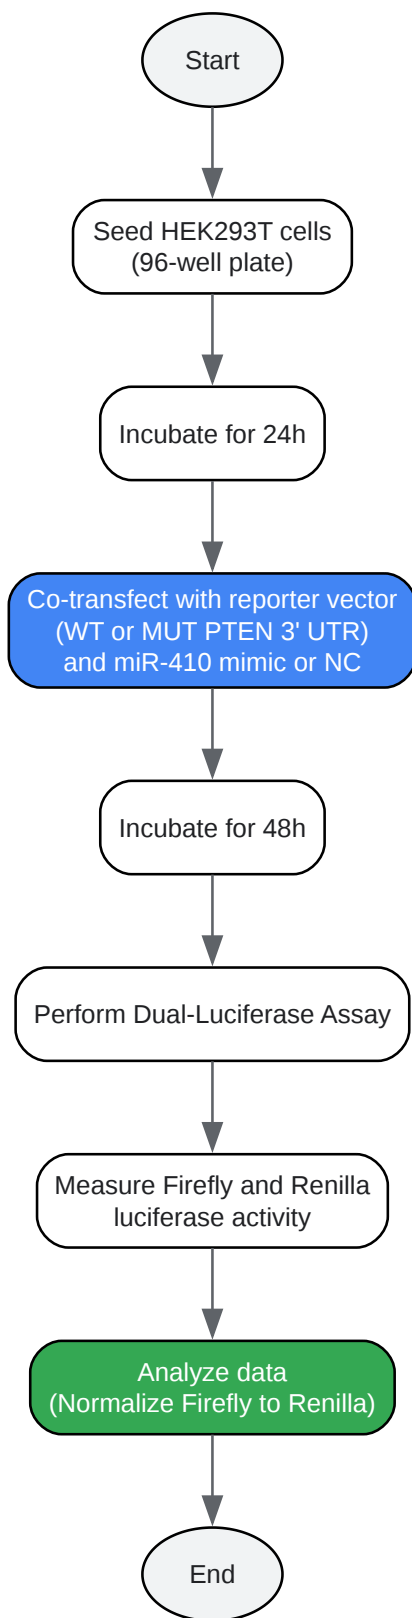 Start
Seed HEK293T cells
(96-well plate)
Incubate for 24h
Co-transfect with reporter vector
(WT or MUT PTEN 3' UTR)
and miR-410 mimic or NC
Incubate for 48h
Perform Dual-Luciferase Assay
Measure Firefly and Renilla
luciferase activity
Analyze data
(Normalize Firefly to Renilla)
End